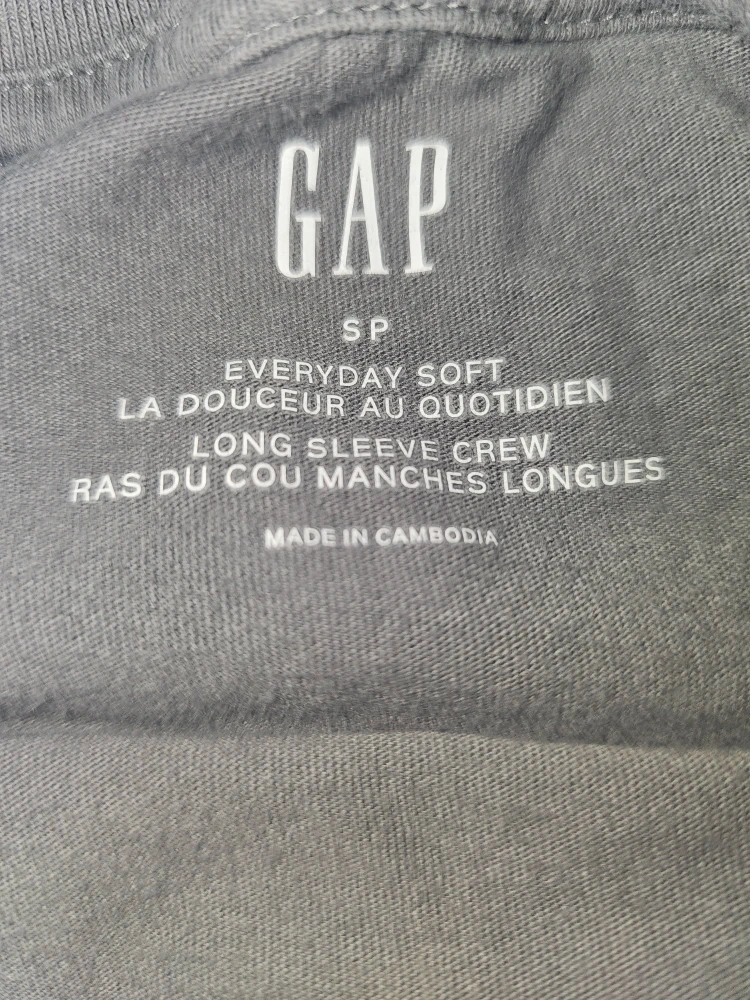 GAP
SP
EVERYDAY SOFT
LA DOUCEUR AU QUOTIDIEN
LONG SLEEVE CREW
RAS DU COU MANCHES LONGUES
MADE IN CAMBODIA